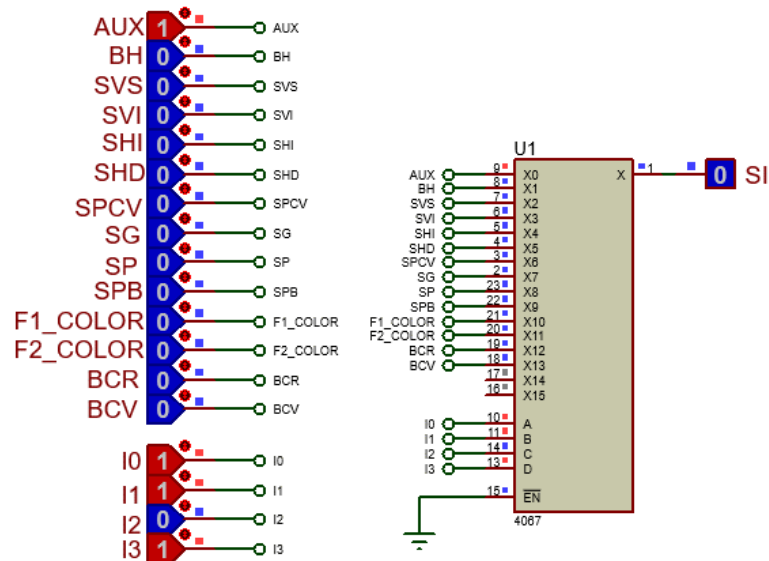 AUX 1 AUX
BH 0 BH
SVS 0 SVS
SVI 0 SVI
SHI 0 SHI
SHD 0 SHD
SPCV 0 SPCV
SG 0 SG
SP 0 SP
SPB 0 SPB
F1_COLOR 0 F1_COLOR
F2_COLOR 0 F2_COLOR
BCR 0 BCR
BCV 0 BCV
I0 1 I0
I1 1 I1
I2 0 I2
I3 1 I3
U1
AUX 9 X0 X 1 0 SI
BH 8 X1
SVS 7 X2
SVI 6 X3
SHI 5 X4
SHD 4 X5
SPCV 3 X6
SG 2 X7
SP 23 X8
SPB 22 X9
F1_COLOR 21 X10
F2_COLOR 20 X11
BCR 19 X12
BCV 18 X13
17 X14
16 X15
I0 10 A
I1 11 B
I2 14 C
I3 13 D
15 EN
4067